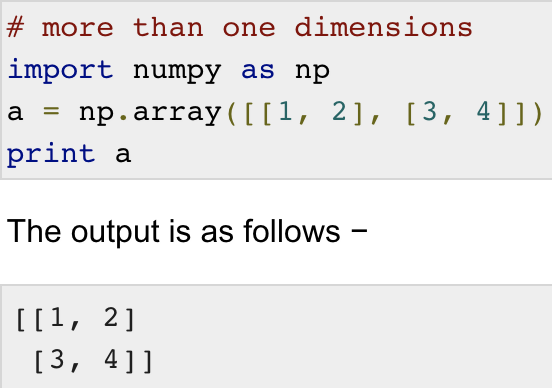 # more than one dimensions
import numpy as np
a = np.array([[1, 2], [3, 4]])
print a
The output is as follows −
[[1, 2]
 [3, 4]]